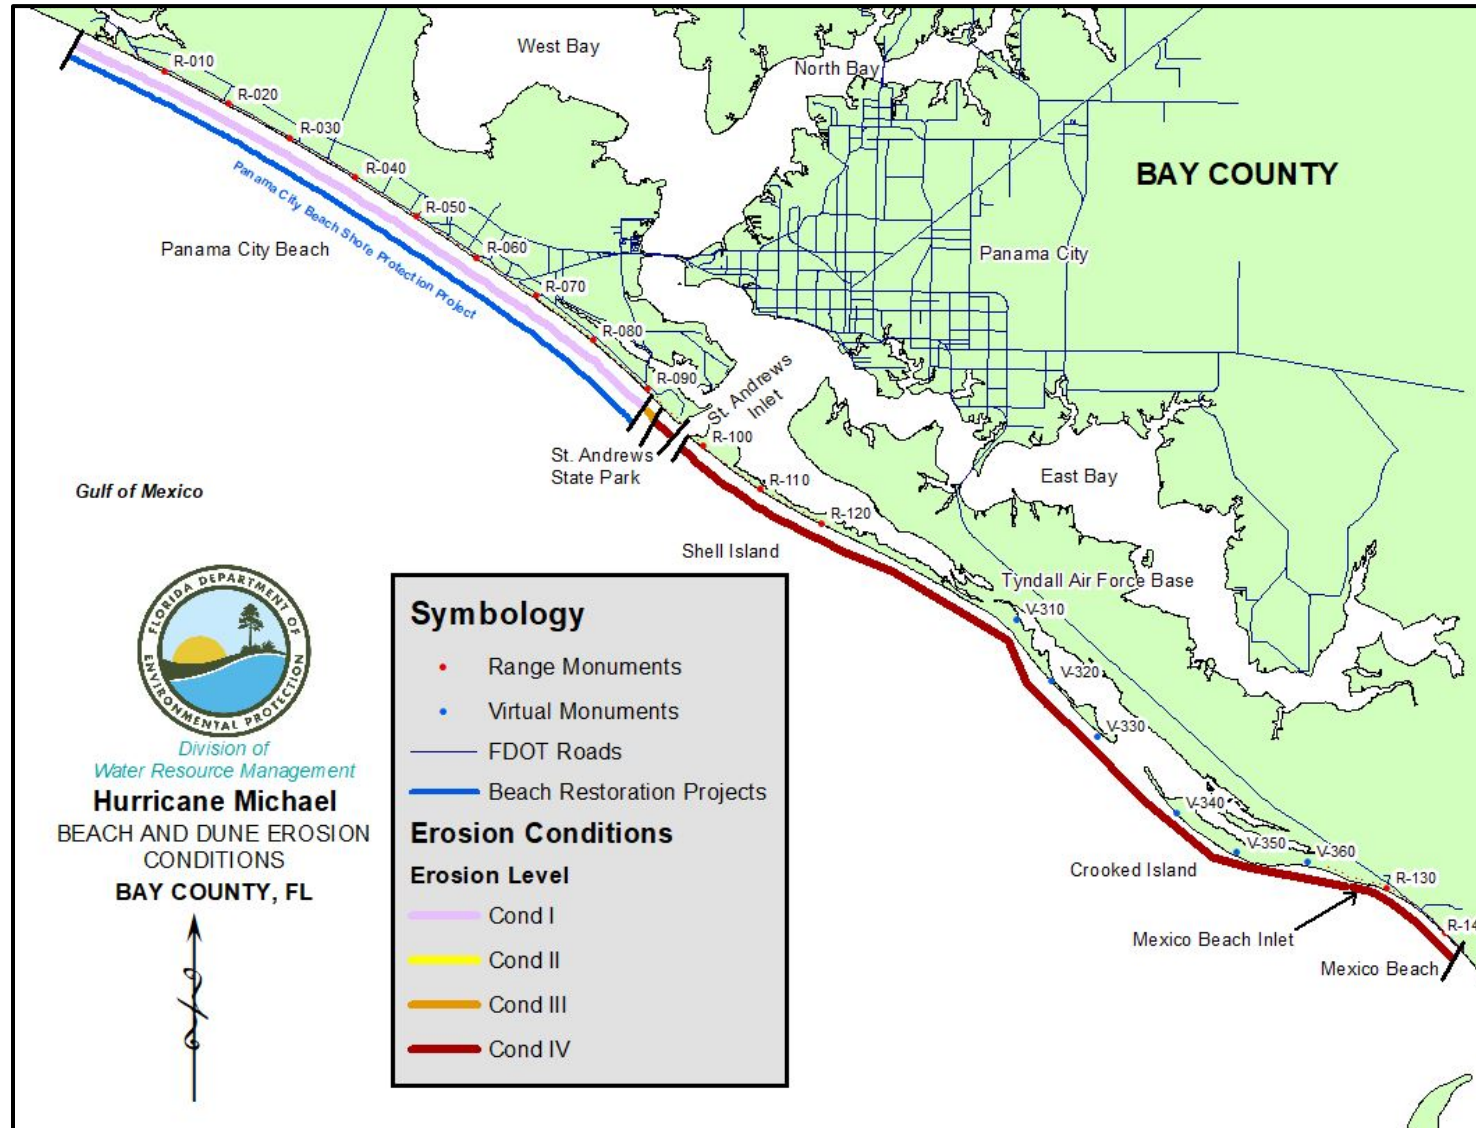 West Bay
North Bay
BAY COUNTY
R-010
R-020
R-030
R-040
R-050
R-060
R-070
R-080
R-090
Panama City Beach Shore Protection Project
Panama City Beach
Panama City
St. Andrews
Inlet
R-100
St. Andrews
State Park
R-110
R-120
East Bay
Gulf of Mexico
Shell Island
Tyndall Air Force Base
V-310
V-320
V-330
V-340
V-350
V-360
R-130
R-14
Crooked Island
Mexico Beach Inlet
Mexico Beach
FLORIDA DEPARTMENT OF
ENVIRONMENTAL PROTECTION
Division of
Water Resource Management
Hurricane Michael
BEACH AND DUNE EROSION
CONDITIONS
BAY COUNTY, FL
Symbology
Range Monuments
Virtual Monuments
FDOT Roads
Beach Restoration Projects
Erosion Conditions
Erosion Level
Cond I
Cond II
Cond III
Cond IV